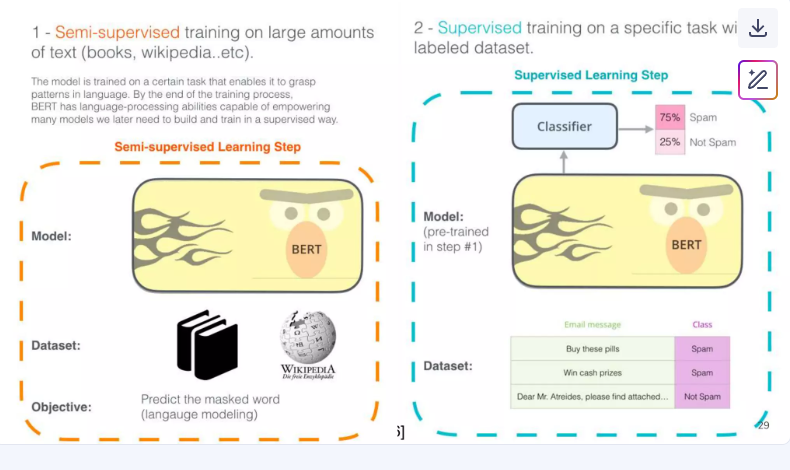 1 - Semi-supervised training on large amounts
of text (books, wikipedia..etc).
The model is trained on a certain task that enables it to grasp
patterns in language. By the end of the training process,
BERT has language-processing abilities capable of empowering
many models we later need to build and train in a supervised way.
Semi-supervised Learning Step
Model:
BERT
Dataset:
WIKIPEDIA
Die freie Enzyklopädie
Objective:
Predict the masked word
(langauge modeling)
2 - Supervised training on a specific task wi
labeled dataset.
Supervised Learning Step
Classifier
75% Spam
25% Not Spam
Model:
(pre-trained
in step #1)
BERT
Dataset:
Email message Class
Buy these pills Spam
Win cash prizes Spam
Dear Mr. Atreides, please find attached... Not Spam
]
29